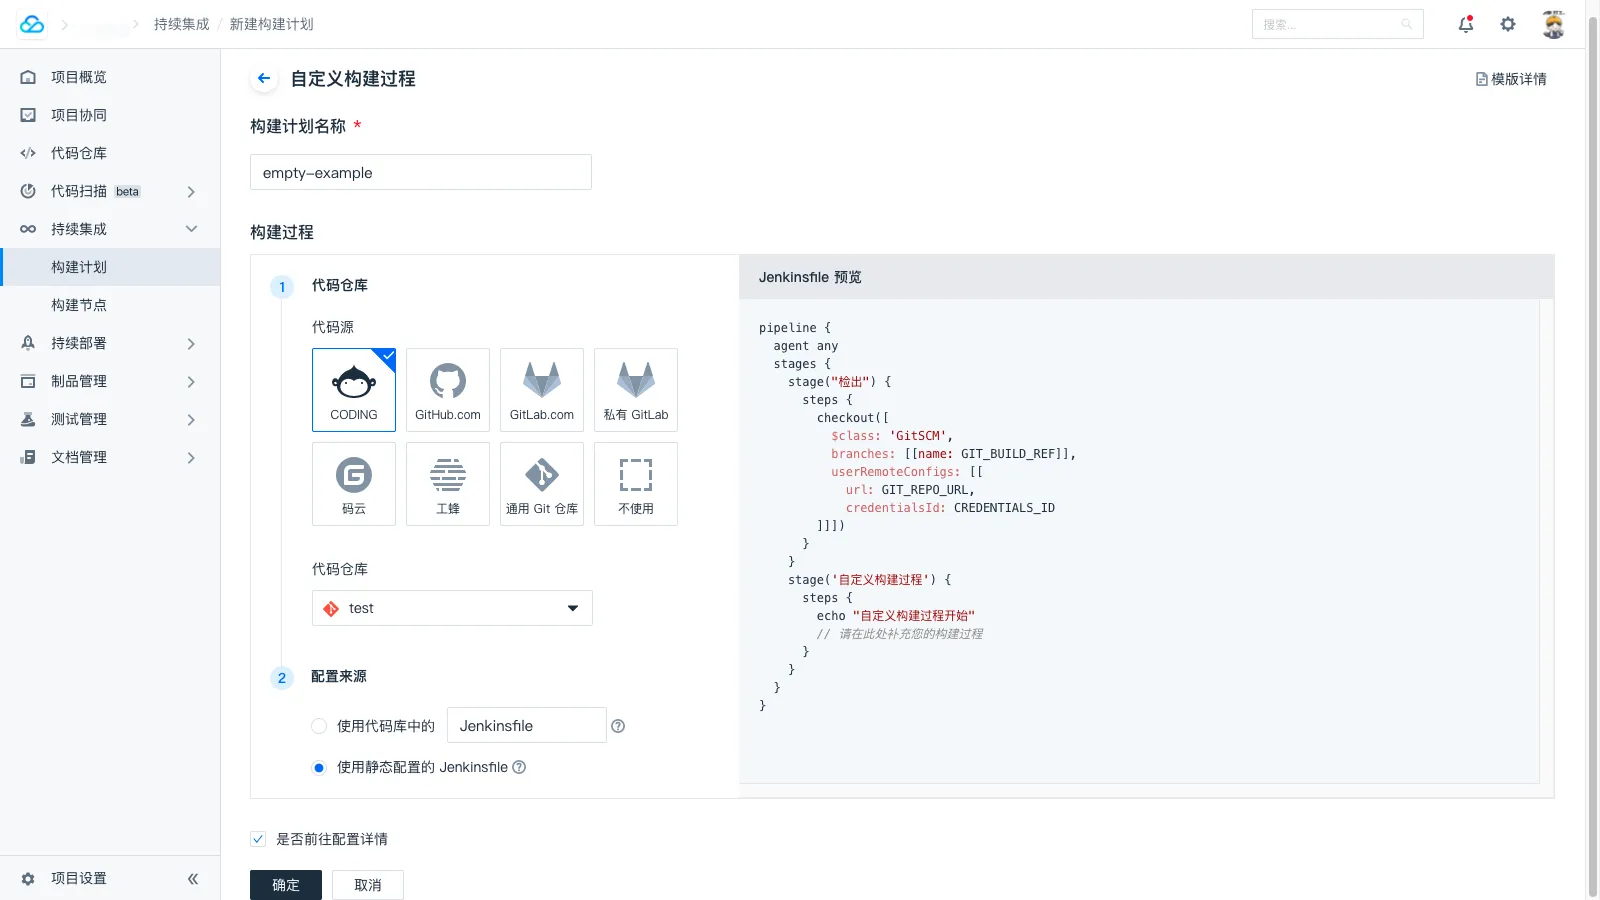 持续集成 / 新建构建计划
搜索...
项目概览
项目协同
代码仓库
代码扫描 beta
持续集成
构建计划
构建节点
持续部署
制品管理
测试管理
文档管理
项目设置
自定义构建过程
模版详情
构建计划名称 *
empty-example
构建过程
1 代码仓库
代码源
CODING
GitHub.com
GitLab.com
私有 GitLab
码云
工蜂
通用 Git 仓库
不使用
代码仓库
test
2 配置来源
使用代码库中的 Jenkinsfile
使用静态配置的 Jenkinsfile
Jenkinsfile 预览
pipeline {
agent any
stages {
stage("检出") {
steps {
checkout([
$class: 'GitSCM',
branches: [[name: GIT_BUILD_REF]],
userRemoteConfigs: [[
url: GIT_REPO_URL,
credentialsId: CREDENTIALS_ID
]]])
}
}
stage('自定义构建过程') {
steps {
echo "自定义构建过程开始"
// 请在此处补充您的构建过程
}
}
}
}
是否前往配置详情
确定
取消